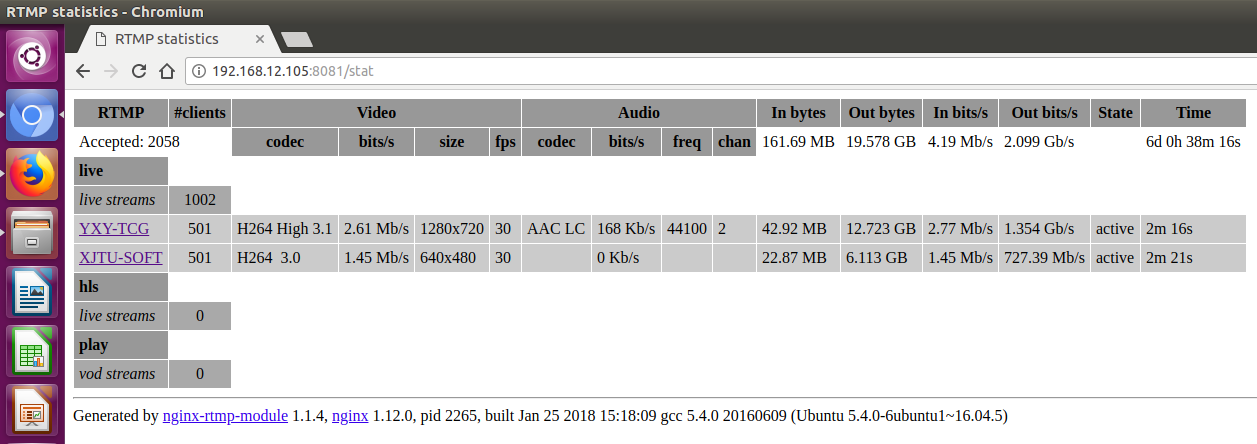 RTMP statistics - Chromium
RTMP statistics
192.168.12.105:8081/stat
RTMP #clients Video Audio In bytes Out bytes In bits/s Out bits/s State Time
Accepted: 2058 codec bits/s size fps codec bits/s freq chan 161.69 MB 19.578 GB 4.19 Mb/s 2.099 Gb/s 6d 0h 38m 16s
live
live streams 1002
YXY-TCG 501 H264 High 3.1 2.61 Mb/s 1280x720 30 AAC LC 168 Kb/s 44100 2 42.92 MB 12.723 GB 2.77 Mb/s 1.354 Gb/s active 2m 16s
XJTU-SOFT 501 H264 3.0 1.45 Mb/s 640x480 30 0 Kb/s 22.87 MB 6.113 GB 1.45 Mb/s 727.39 Mb/s active 2m 21s
hls
live streams 0
play
vod streams 0
Generated by nginx-rtmp-module 1.1.4, nginx 1.12.0, pid 2265, built Jan 25 2018 15:18:09 gcc 5.4.0 20160609 (Ubuntu 5.4.0-6ubuntu1~16.04.5)